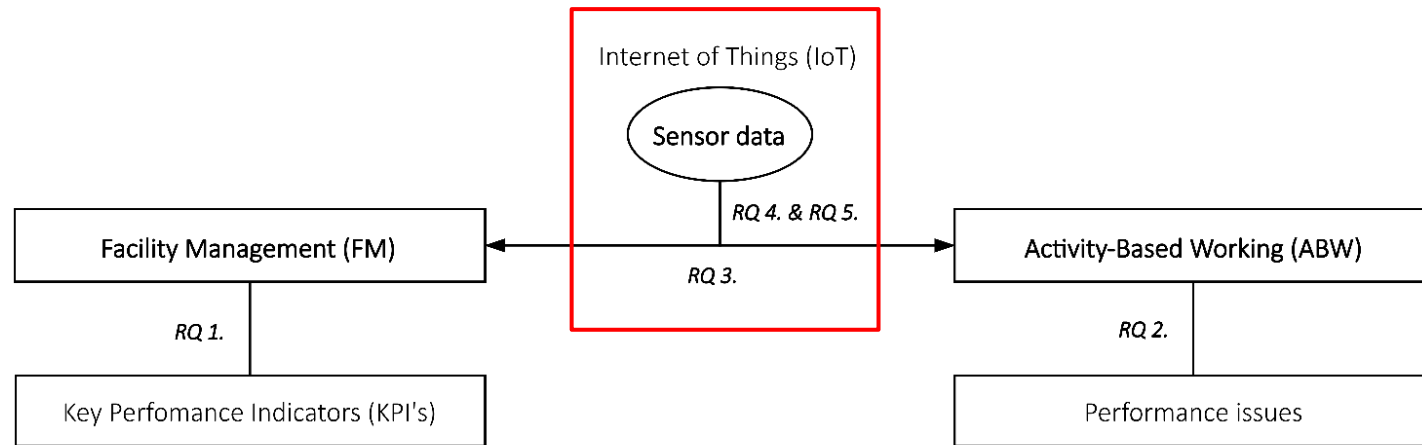 Internet of Things (IoT)
Sensor data
RQ 4. & RQ 5.
Facility Management (FM)
Activity-Based Working (ABW)
RQ 3.
RQ 1.
RQ 2.
Key Perfomance Indicators (KPI's)
Performance issues